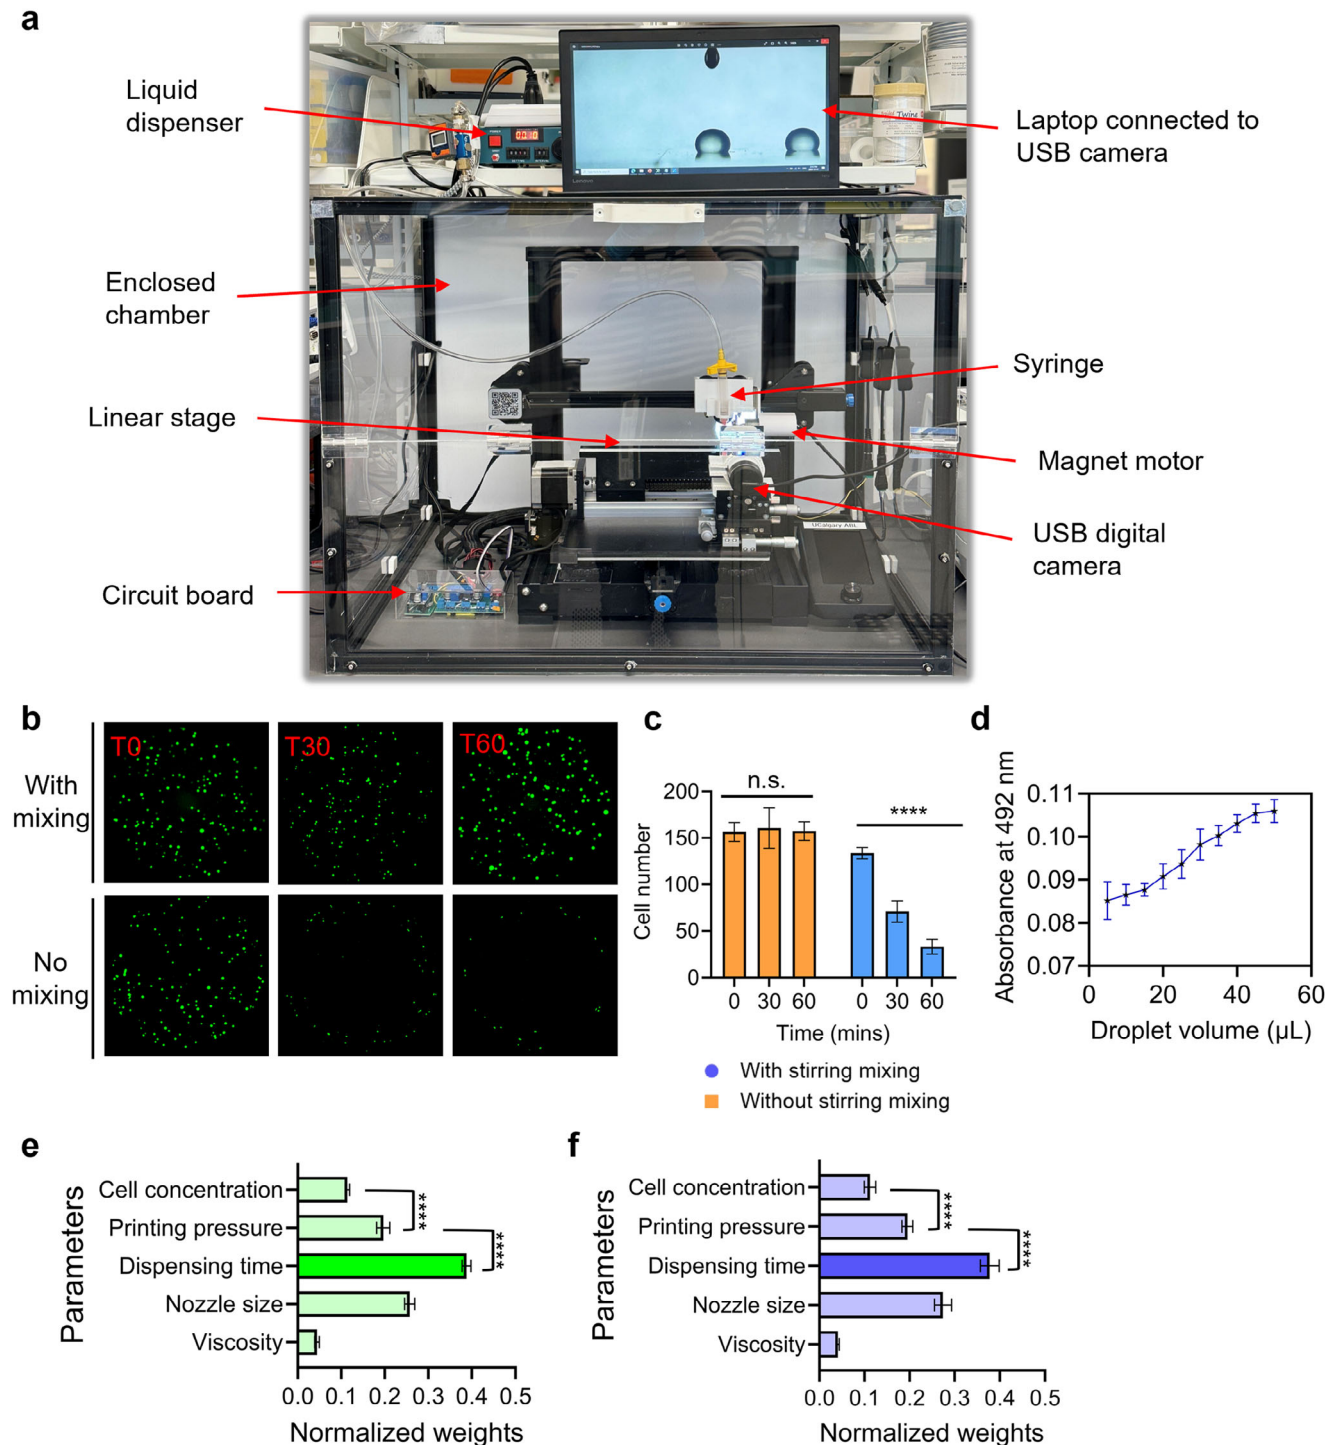 a
Liquid
dispenser
Laptop connected to
USB camera
Enclosed
chamber
Syringe
Linear stage
Magnet motor
USB digital
camera
Circuit board
UCalgary ABL
Lenovo
Twine
b
With
mixing
T0
T30
T60
No
mixing
c
n.s.
****
Cell number
200
150
100
50
0
0 30 60 0 30 60
Time (mins)
With stirring mixing
Without stirring mixing
d
Absorbance at 492 nm
0.11
0.10
0.09
0.08
0.07
0 20 40 60
Droplet volume (µL)
e
Parameters
Cell concentration
Printing pressure
Dispensing time
Nozzle size
Viscosity
****
****
0.0 0.1 0.2 0.3 0.4 0.5
Normalized weights
f
Parameters
Cell concentration
Printing pressure
Dispensing time
Nozzle size
Viscosity
****
****
0.0 0.1 0.2 0.3 0.4 0.5
Normalized weights